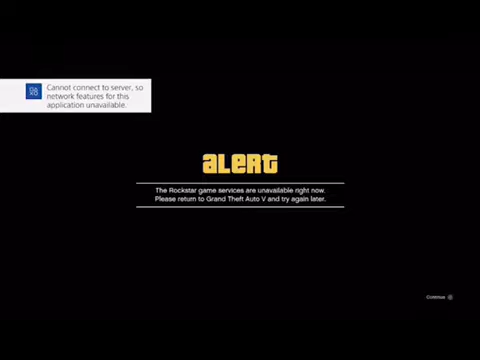 Cannot connect to server, so
network features for this
application unavailable.
alert
The Rockstar game services are unavailable right now.
Please return to Grand Theft Auto V and try again later.
Continue